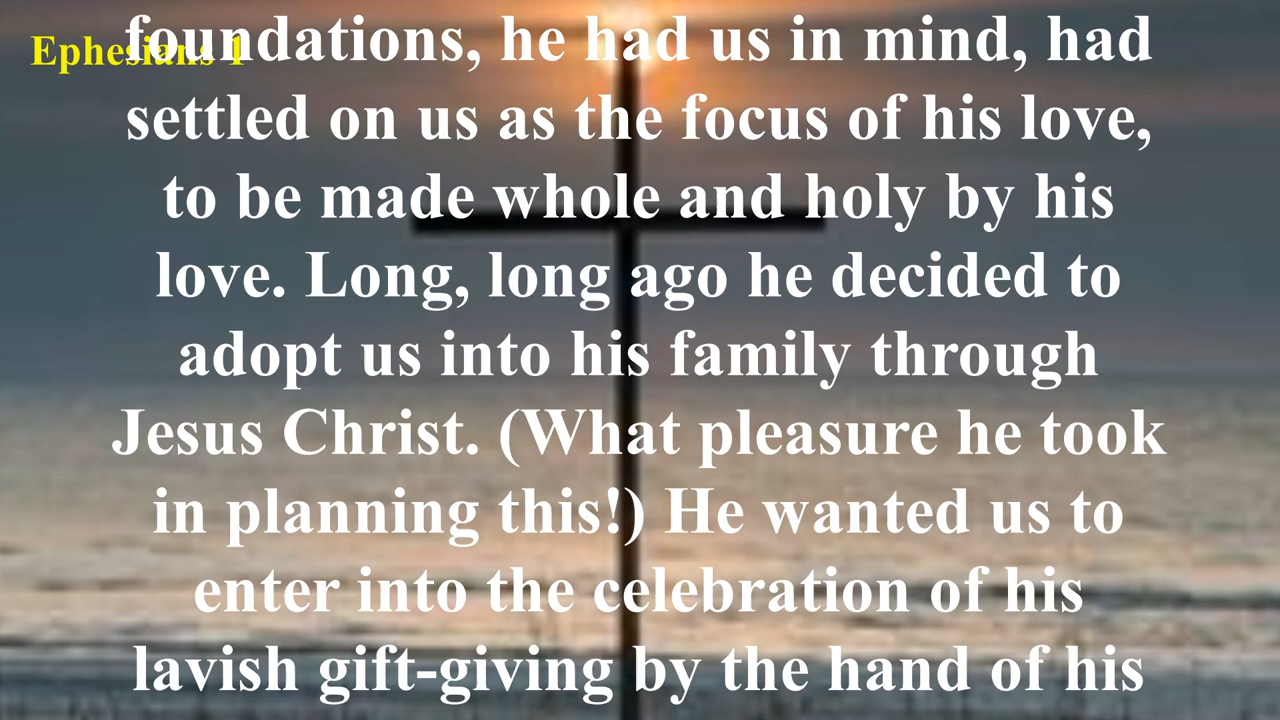 Ephesians 1
foundations, he had us in mind, had
settled on us as the focus of his love,
to be made whole and holy by his
love. Long, long ago he decided to
adopt us into his family through
Jesus Christ. (What pleasure he took
in planning this!) He wanted us to
enter into the celebration of his
lavish gift-giving by the hand of his